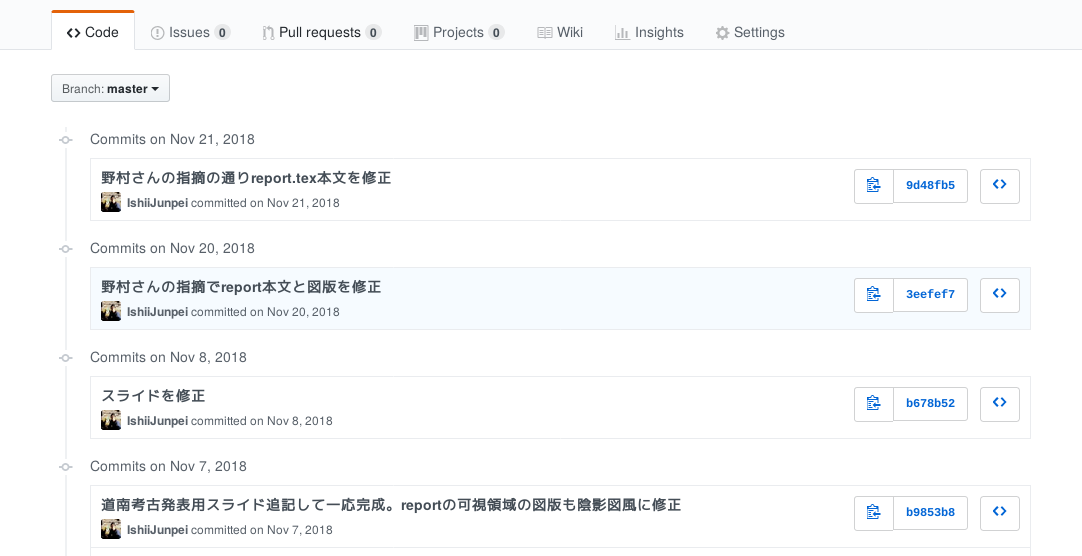 Code
Issues 0
Pull requests 0
Projects 0
Wiki
Insights
Settings
Branch: master
Commits on Nov 21, 2018
野村さんの指摘の通りreport.tex本文を修正
9d48fb5
IshiiJunpei committed on Nov 21, 2018
Commits on Nov 20, 2018
野村さんの指摘でreport本文と図版を修正
3eefef7
IshiiJunpei committed on Nov 20, 2018
Commits on Nov 8, 2018
スライドを修正
b678b52
IshiiJunpei committed on Nov 8, 2018
Commits on Nov 7, 2018
道南考古発表用スライド追記して一応完成。reportの可視領域の図版も陰影図風に修正
b9853b8
IshiiJunpei committed on Nov 7, 2018